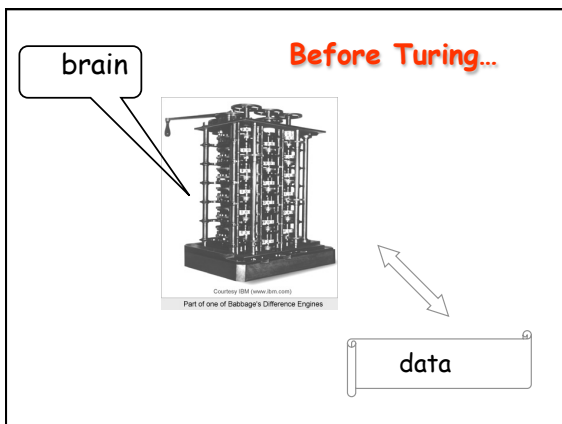 Before Turing…
brain
Courtesy IBM (www.ibm.com)
Part of one of Babbage's Difference Engines
data